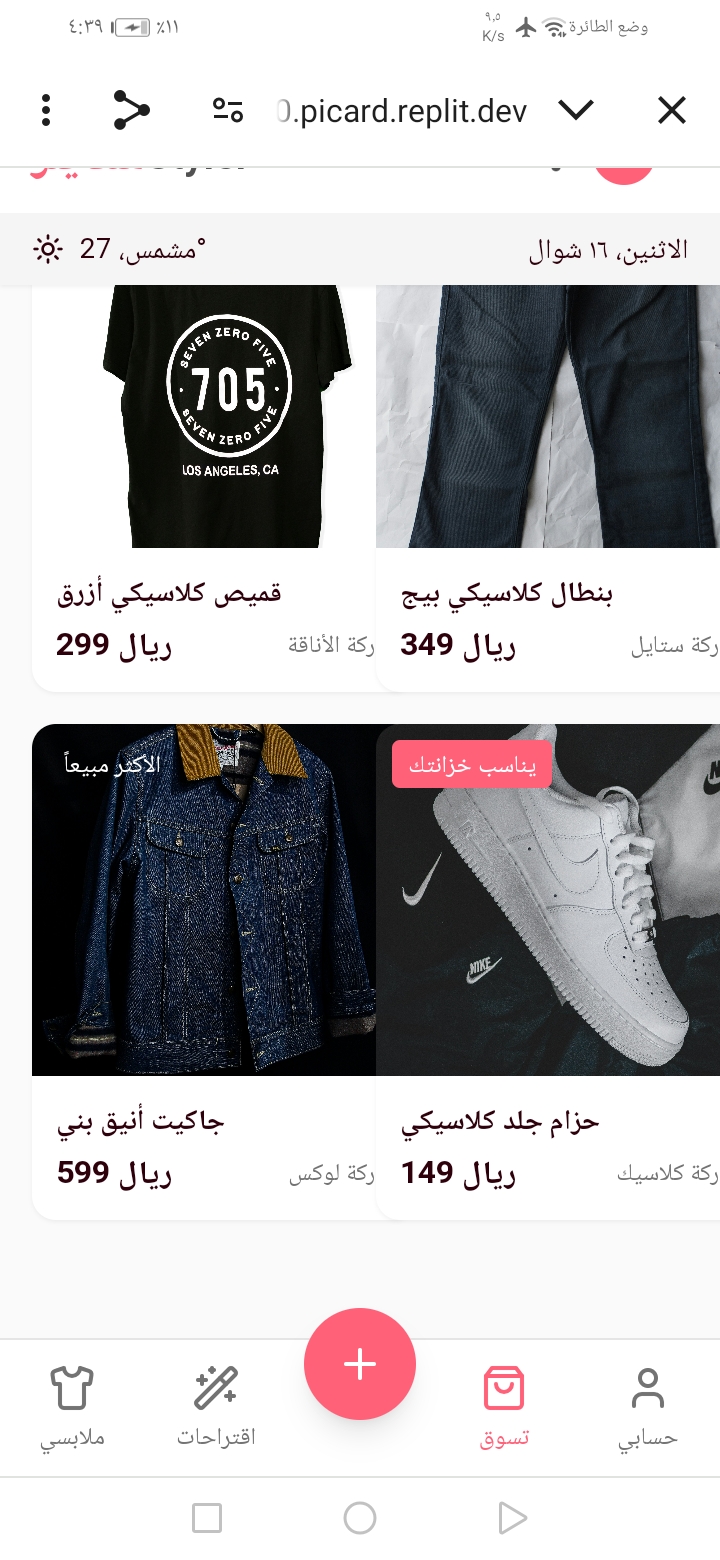 ٤:٣٩ ٪١١ ٩,٥ K/s وضع الطائرة
.picard.replit.dev
الاثنين، ١٦ شوال
مشمس، 27°
SEVEN ZERO FIVE
705
SEVEN ZERO FIVE
LOS ANGELES, CA
قميص كلاسيكي أزرق
299 ريال
ركة الأناقة
بنطال كلاسيكي بيج
349 ريال
ركة ستايل
الأكثر مبيعاً
جاكيت أنيق بني
599 ريال
ركة لوكس
يناسب خزانتك
NIKE
حزام جلد كلاسيكي
149 ريال
ركة كلاسيك
ملابسي
اقتراحات
+
تسوق
حسابي